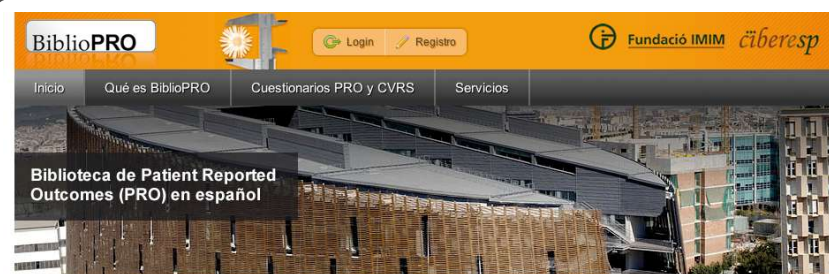 BiblioPRO
Login
Registro
Fundació IMIM
ciberesp
Inicio
Qué es BiblioPRO
Cuestionarios PRO y CVRS
Servicios
Biblioteca de Patient Reported
Outcomes (PRO) en español